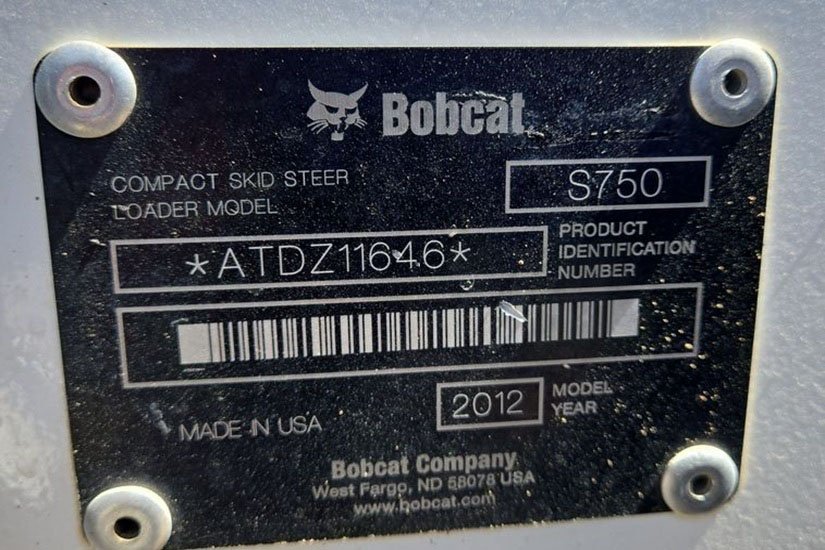 Bobcat
COMPACT SKID STEER
LOADER MODEL
S750
*ATDZ11646*
PRODUCT
IDENTIFICATION
NUMBER
2012
MODEL
YEAR
MADE IN USA
Bobcat Company
West Fargo, ND 58078 USA
www.bobcat.com